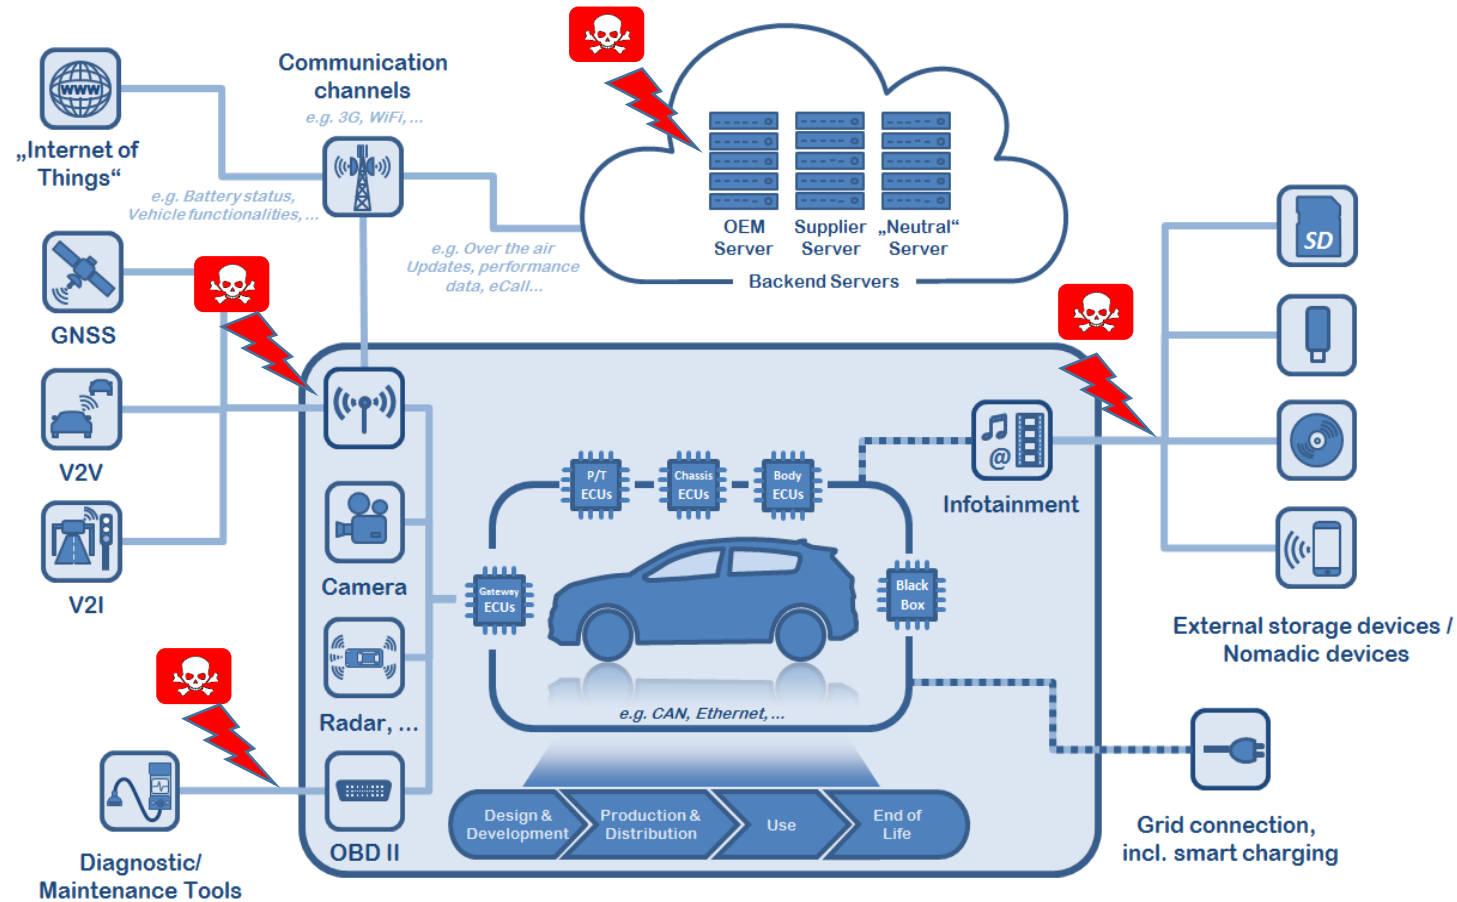 WWW
„Internet of
Things“
Communication
channels
e.g. 3G, WiFi, ...
e.g. Battery status,
Vehicle functionalities, ...
e.g. Over the air
Updates, performance
data, eCall...
OEM
Server
Supplier
Server
„Neutral“
Server
Backend Servers
GNSS
V2V
V2I
Diagnostic/
Maintenance Tools
Camera
Radar, ...
OBD II
Gateway
ECUs
P/T
ECUs
Chassis
ECUs
Body
ECUs
Black
Box
e.g. CAN, Ethernet, ...
@
Infotainment
SD
External storage devices /
Nomadic devices
Grid connection,
incl. smart charging
Design &
Development
Production &
Distribution
Use
End of
Life